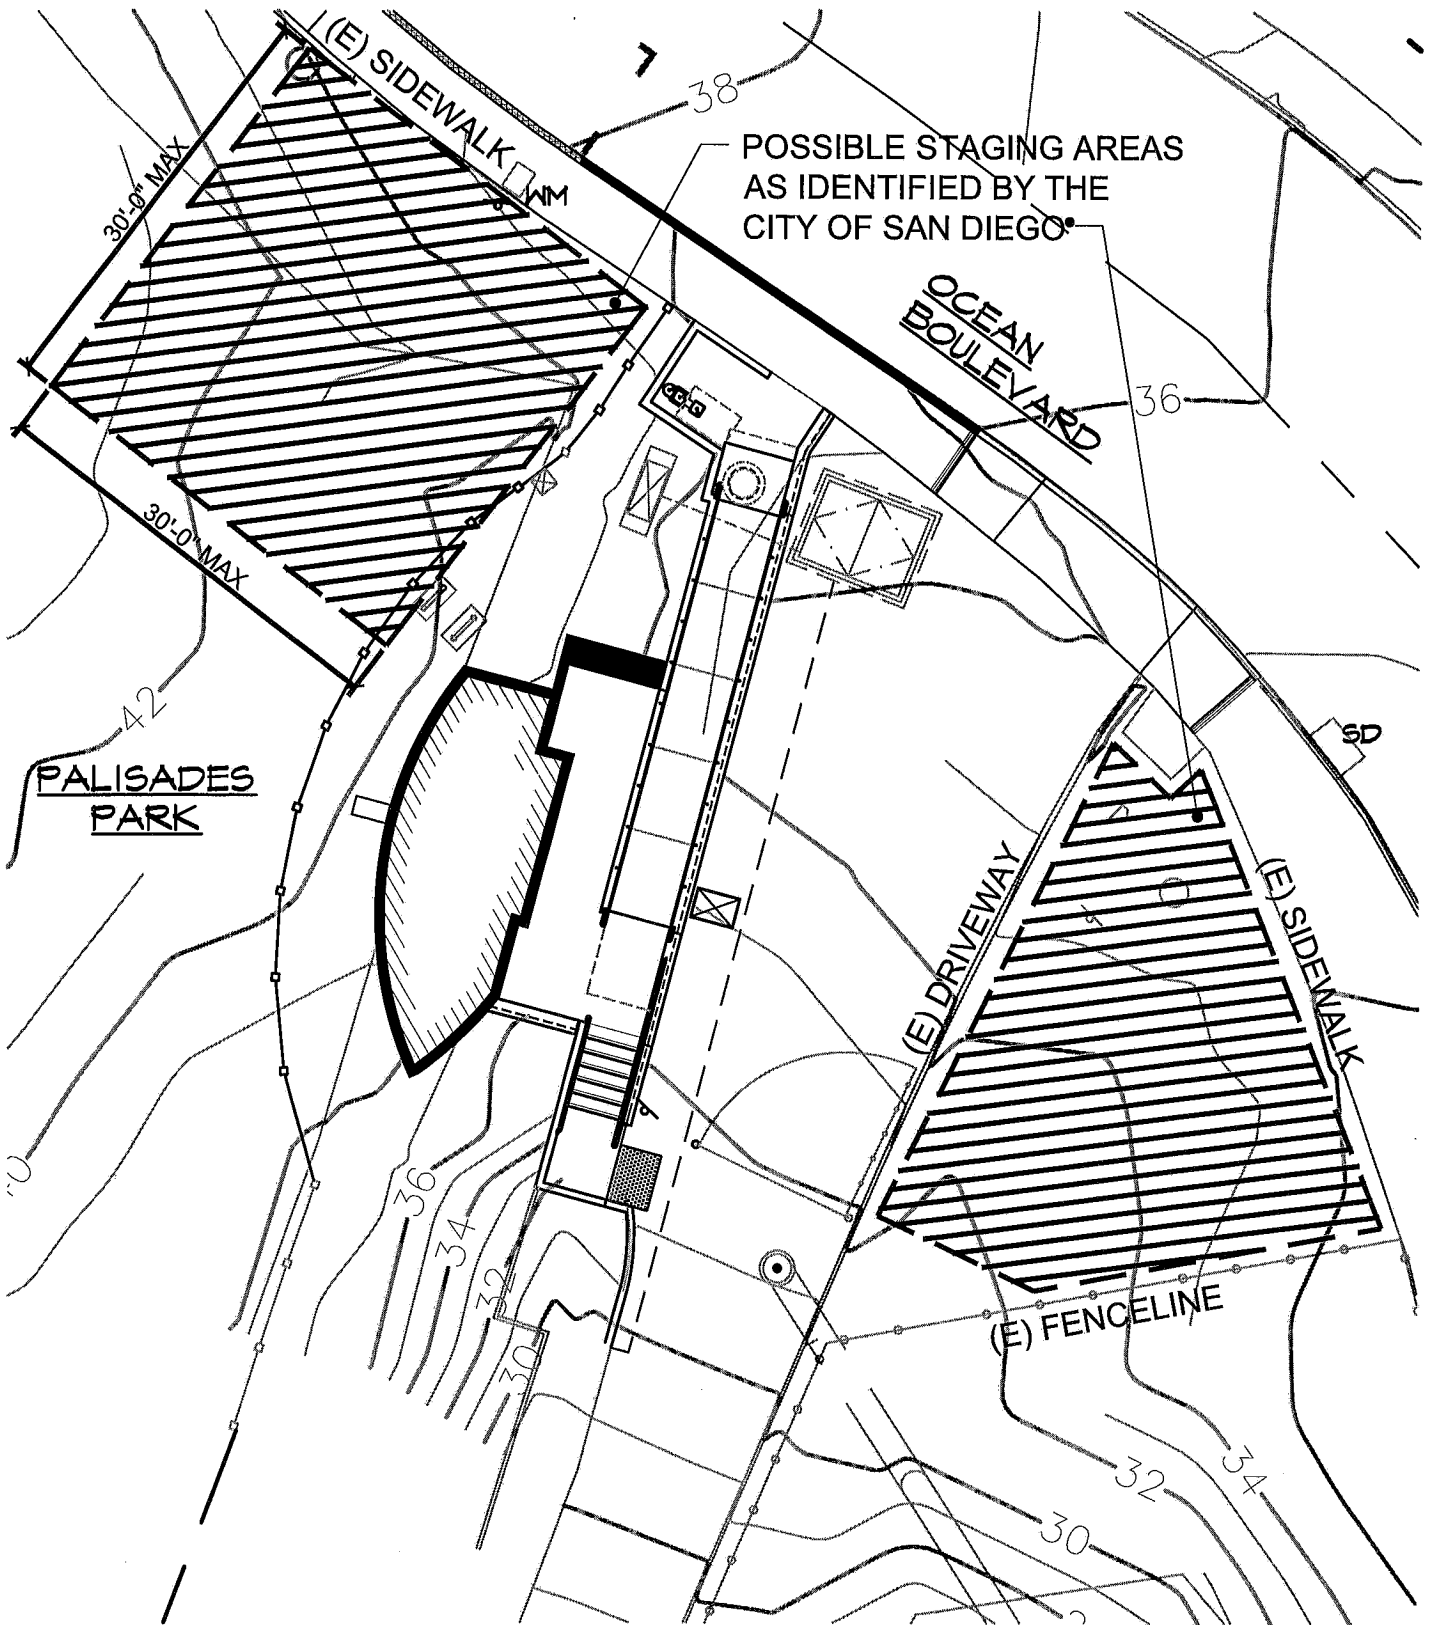 (E) SIDEWALK
38
POSSIBLE STAGING AREAS
AS IDENTIFIED BY THE
CITY OF SAN DIEGO
30'-0" MAX
WM
OCEAN
BOULEVARD
36
30'-0" MAX
42
PALISADES
PARK
SD
(E) DRIVEWAY
(E) SIDEWALK
36
34
32
30
(E) FENCELINE
32
34
30